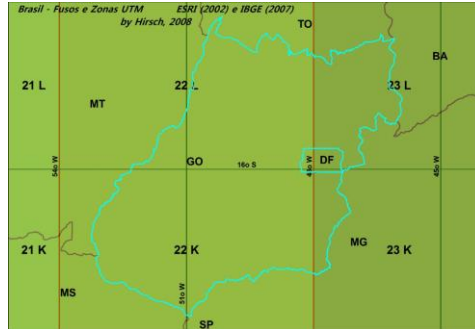 Brasil - Fusos e Zonas UTM ESRI (2002) e IBGE (2007)
by Hirsch, 2008
TO
BA
21 L
22 L
23 L
MT
GO
16o S
DF
54o W
48o W
45o W
21 K
22 K
23 K
MG
MS
51o W
SP